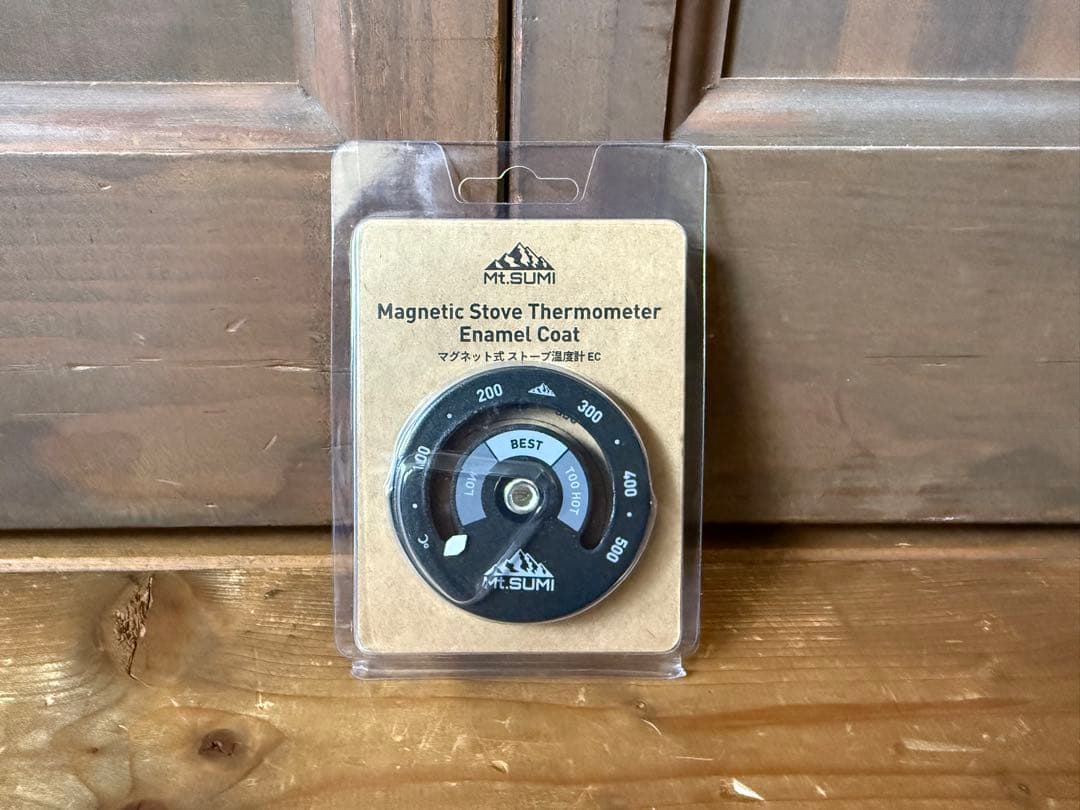 Mt.SUMI
Magnetic Stove Thermometer
Enamel Coat
マグネット式 ストーブ温度計 EC
200
300
100
400
500
℃
BEST
LOW
TOO HOT
Mt.SUMI